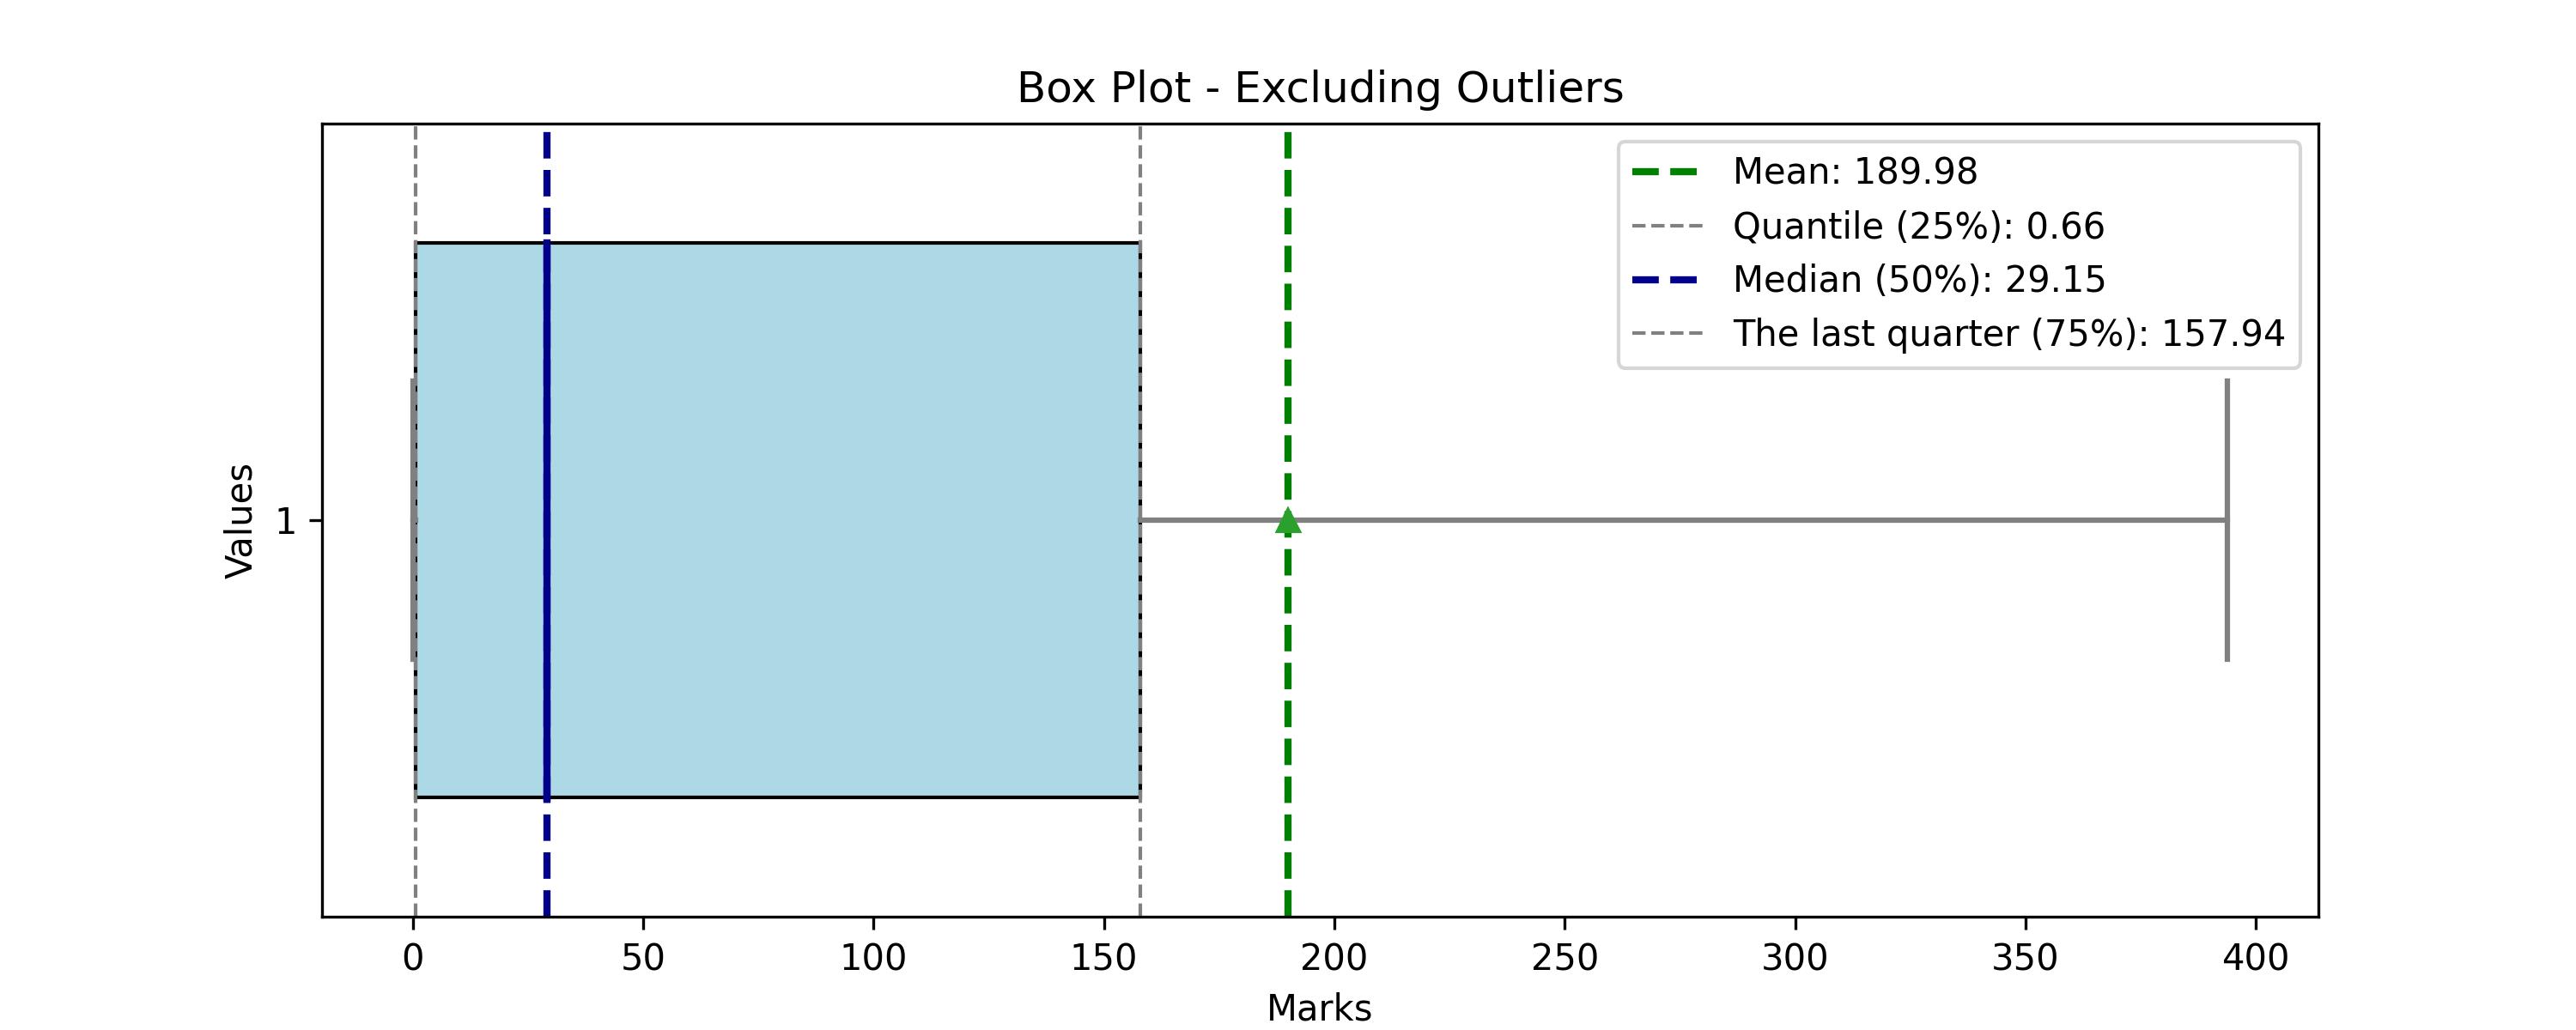 Box Plot - Excluding Outliers
Mean: 189.98
Quantile (25%): 0.66
Median (50%): 29.15
The last quarter (75%): 157.94
Values
1
0 50 100 150 200 250 300 350 400
Marks